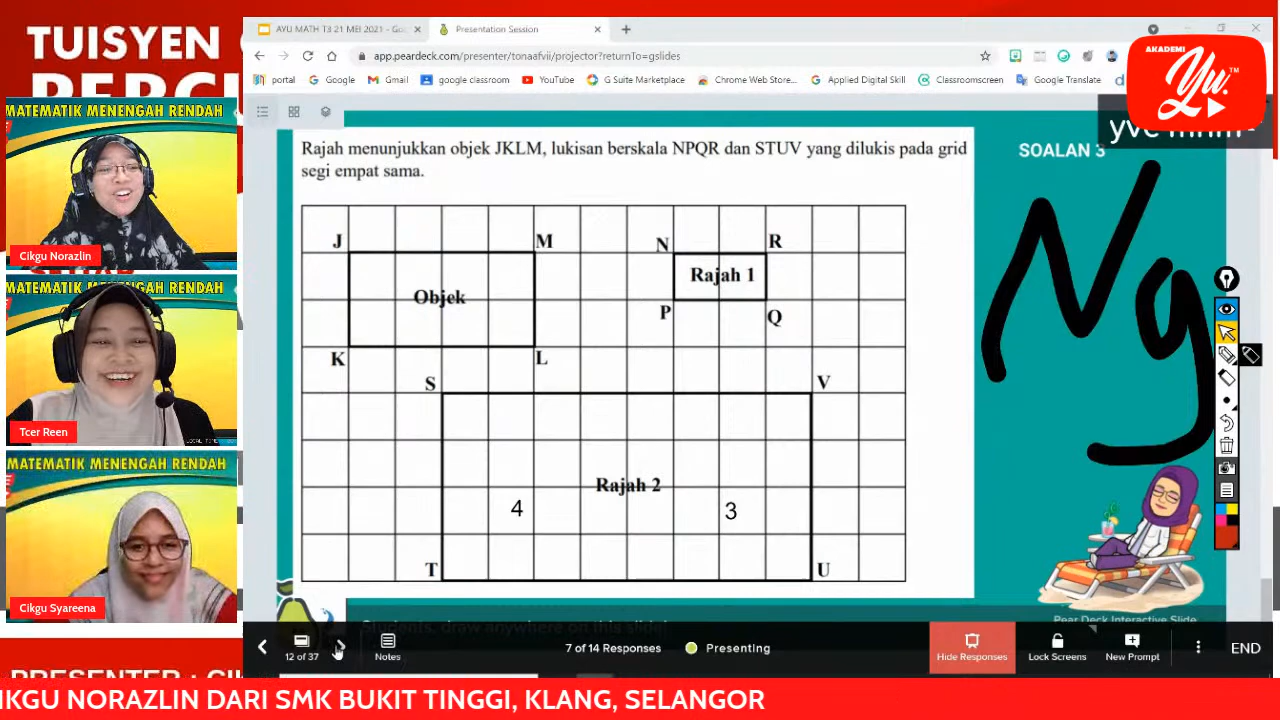 TUISYEN
AYU MATH T3 21 MEI 2021 - Go
Presentation Session
app.peardeck.com/presenter/tonaafvii/projector?returnTo=gslides
portal
Google
Gmail
google classroom
YouTube
G Suite Marketplace
Chrome Web Store...
Applied Digital Skill
Classroomscreen
Google Translate
AKADEMI
Yu.
TM
MATEMATIK MENENGAH RENDAH
Cikgu Norazlin
Tcer Reen
LOCAL TIME
MATEMATIK MENENGAH RENDAH
Cikgu Syareena
Rajah menunjukkan objek JKLM, lukisan berskala NPQR dan STUV yang dilukis pada grid
segi empat sama.
SOALAN 3
J
M
N
R
Objek
Rajah 1
P
Q
K
L
S
V
Rajah 2
4
3
T
U
Ng
Students, draw anywhere on this slide!
Pear Deck Interactive Slide
12 of 37
Notes
7 of 14 Responses
Presenting
Hide Responses
Lock Screens
New Prompt
END
IKGU NORAZLIN DARI SMK BUKIT TINGGI, KLANG, SELANGOR